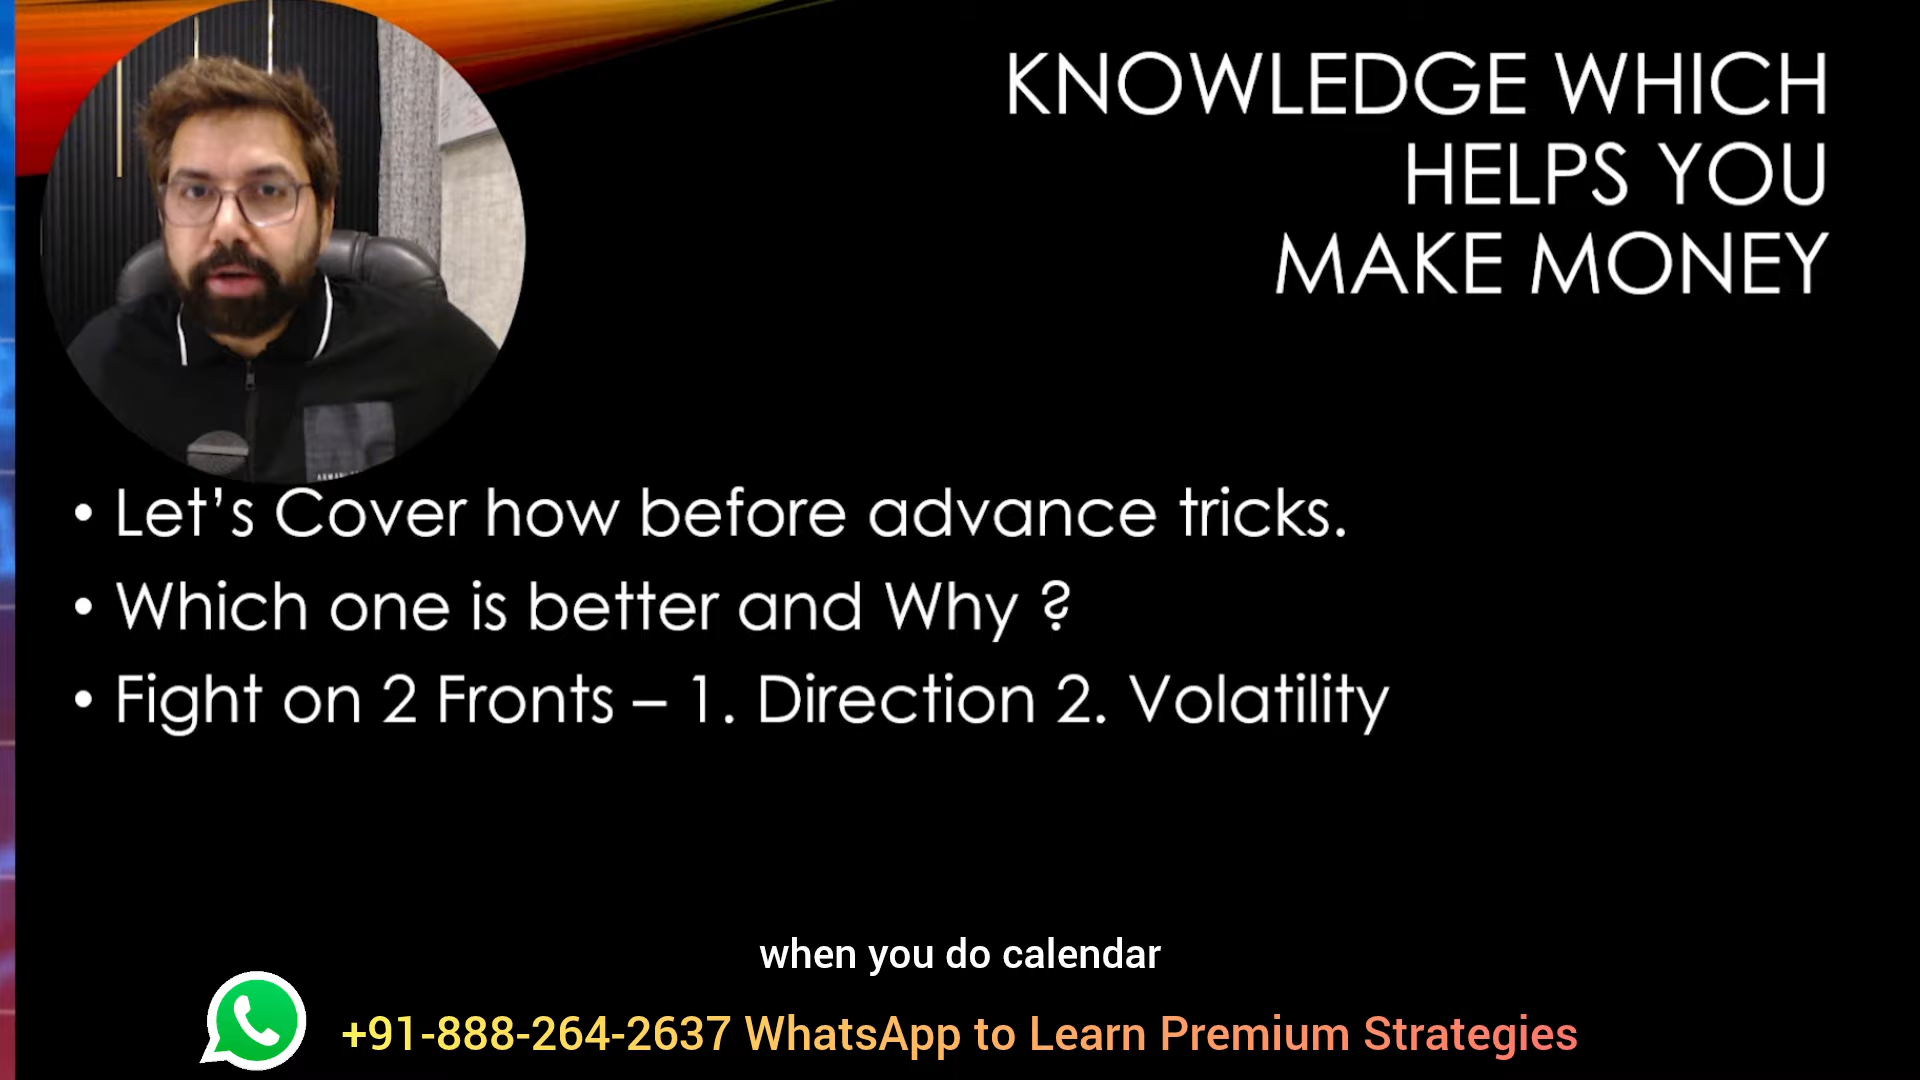 KNOWLEDGE WHICH
HELPS YOU
MAKE MONEY
• Let’s Cover how before advance tricks.
• Which one is better and Why ?
• Fight on 2 Fronts – 1. Direction 2. Volatility
when you do calendar
+91-888-264-2637 WhatsApp to Learn Premium Strategies